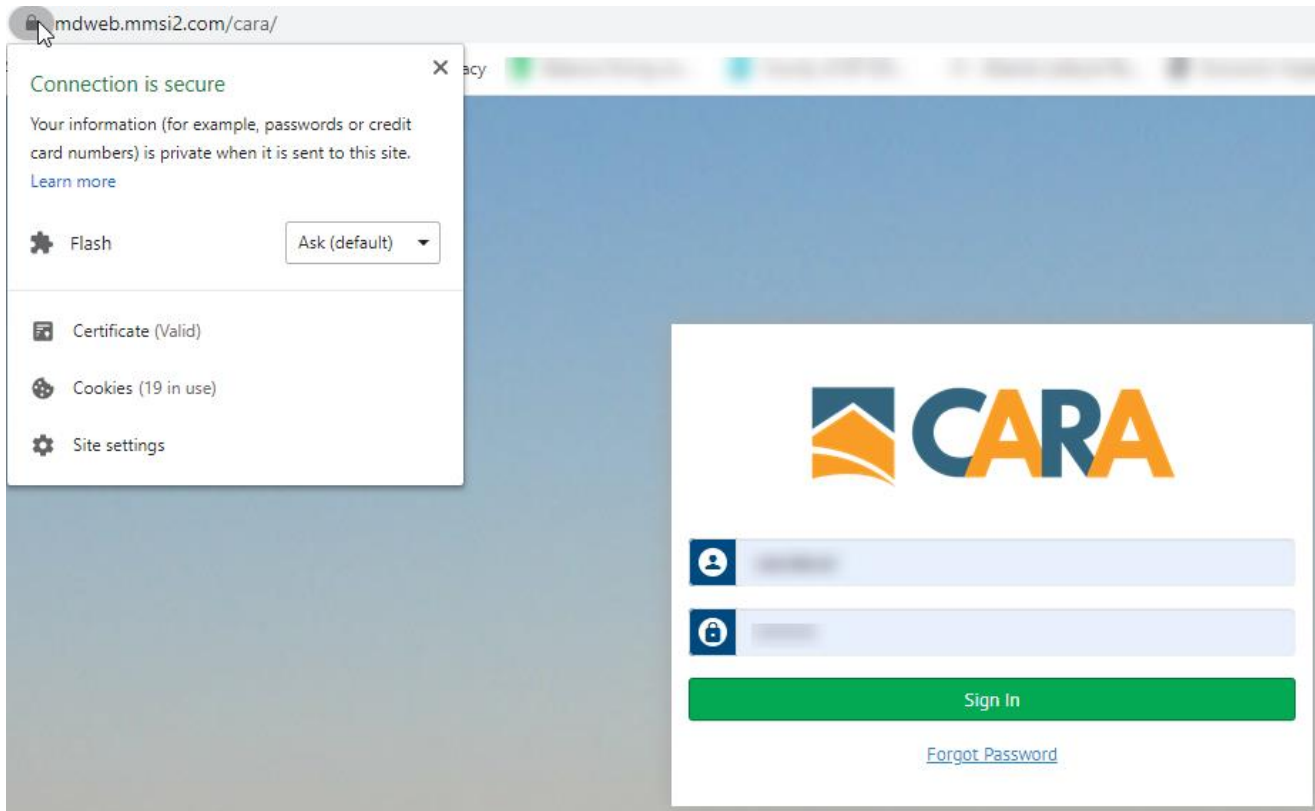 mdweb.mmsi2.com/cara/
acy
Connection is secure
Your information (for example, passwords or credit
card numbers) is private when it is sent to this site.
Learn more
Flash
Ask (default)
Certificate (Valid)
Cookies (19 in use)
Site settings
CARA
Sign In
Forgot Password